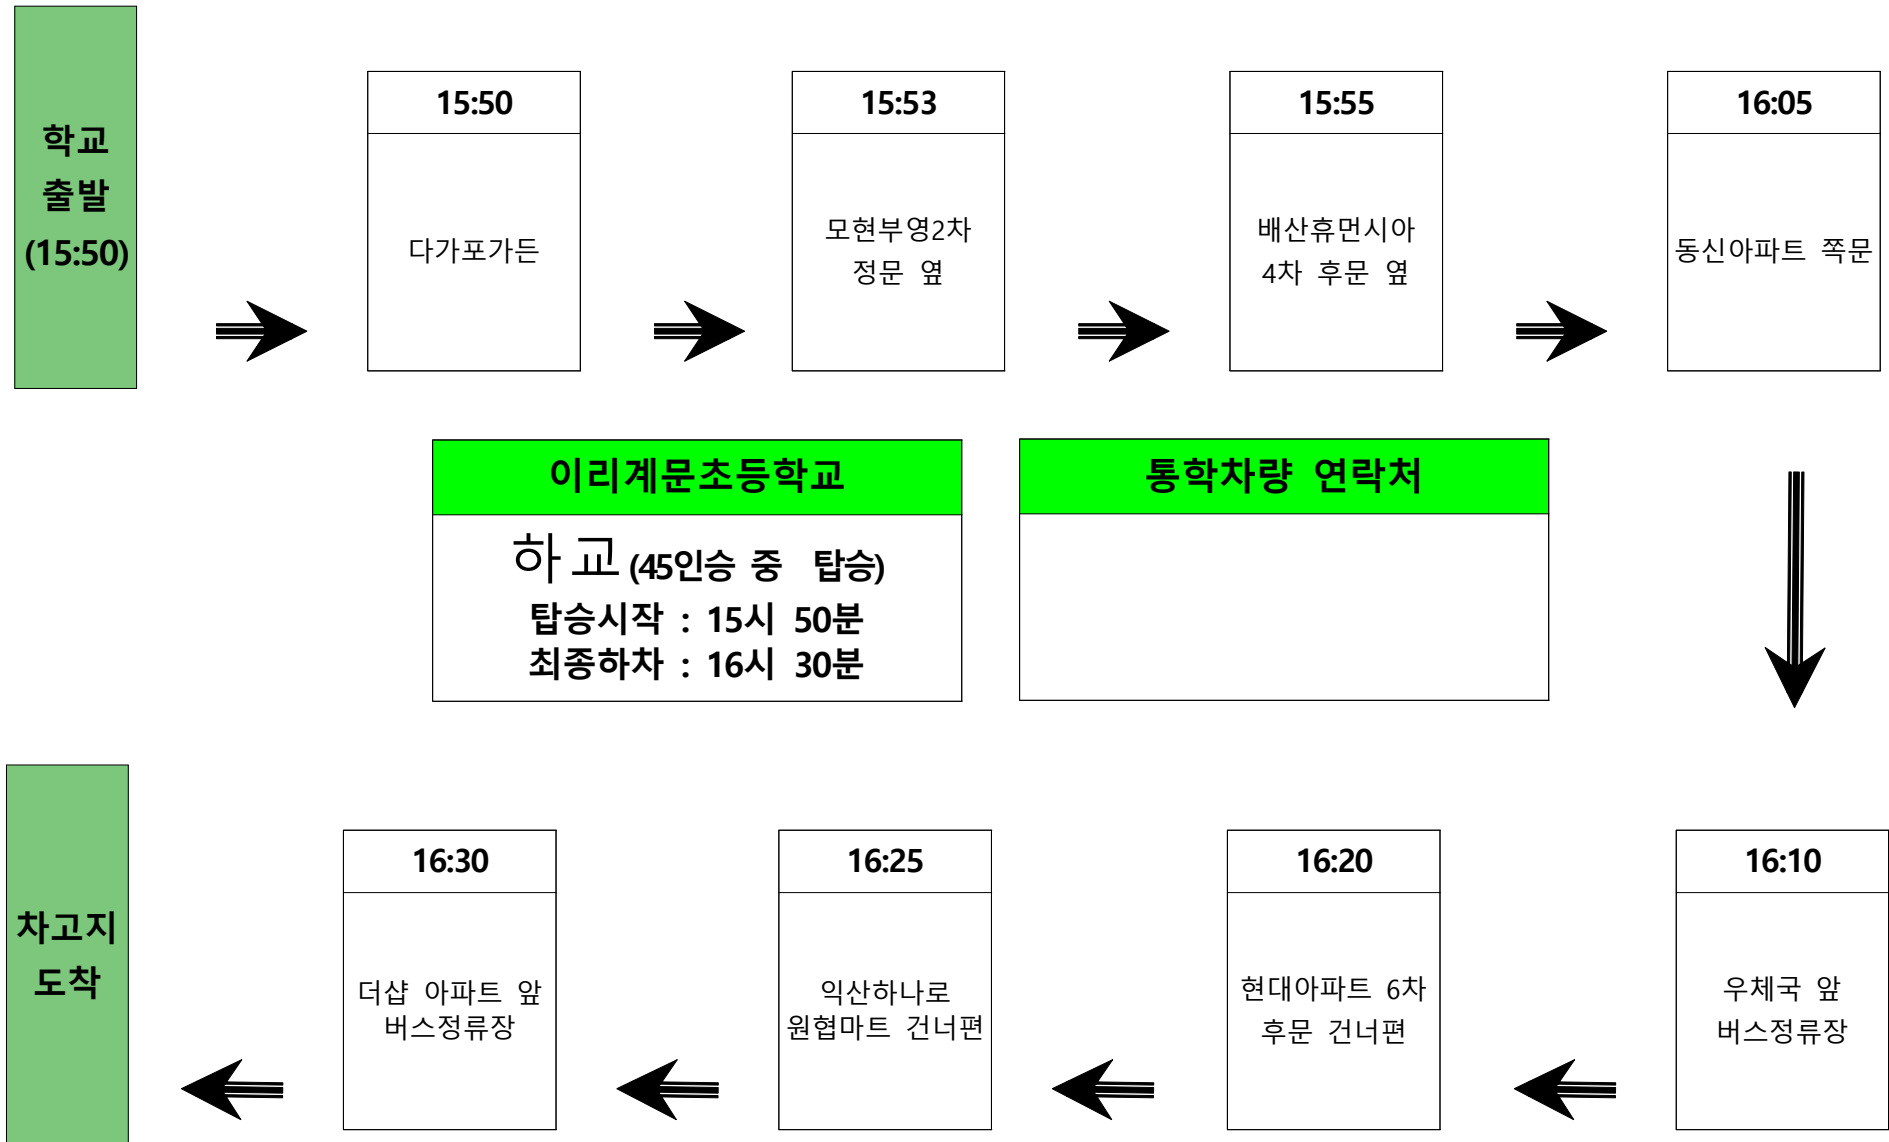 학교
출발
(15:50)
15:50
다가포가든
15:53
모현부영2차
정문 옆
15:55
배산휴먼시아
4차 후문 옆
16:05
동신아파트 쪽문
이리계문초등학교
하교(45인승 중 탑승)
탑승시작 : 15시 50분
최종하차 : 16시 30분
통학차량 연락처
16:10
우체국 앞
버스정류장
16:20
현대아파트 6차
후문 건너편
16:25
익산하나로
원협마트 건너편
16:30
더샵 아파트 앞
버스정류장
차고지
도착